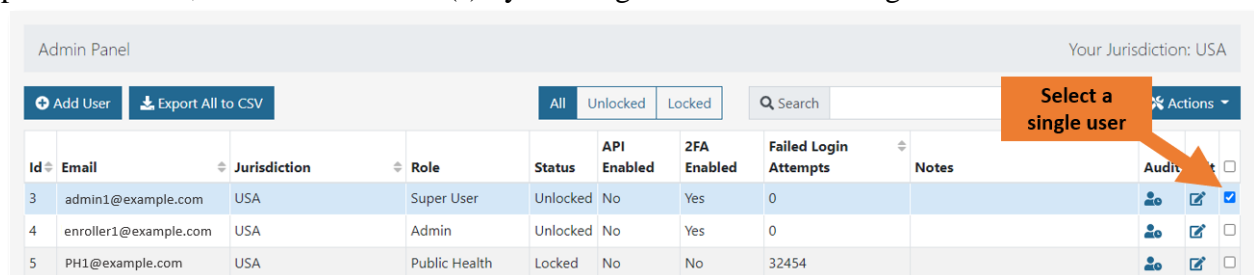 Admin Panel Your Jurisdiction: USA
Add User Export All to CSV All Unlocked Locked Search Actions
Select a
single user
Id Email Jurisdiction Role Status API Enabled 2FA Enabled Failed Login Attempts Notes Audit
3 admin1@example.com USA Super User Unlocked No Yes 0
4 enroller1@example.com USA Admin Unlocked No Yes 0
5 PH1@example.com USA Public Health Locked No No 32454